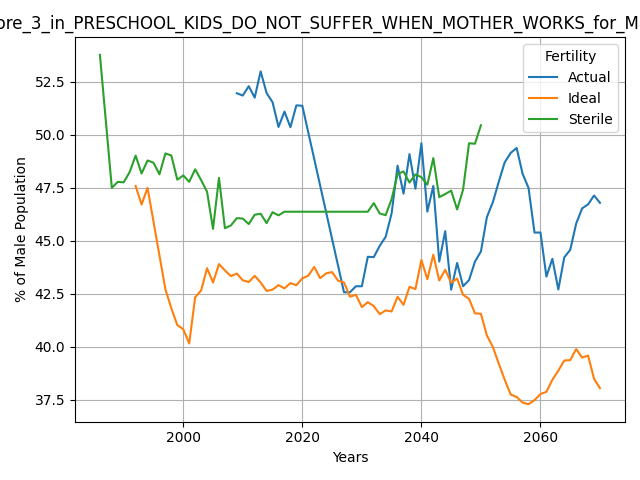 ore_3_in_PRESCHOOL_KIDS_DO_NOT_SUFFER_WHEN_MOTHER_WORKS_for_M
Fertility
Actual
Ideal
Sterile
% of Male Population
52.5
50.0
47.5
45.0
42.5
40.0
37.5
2000
2020
2040
2060
Years